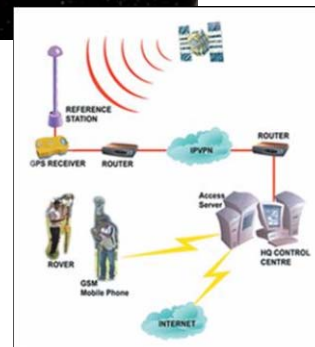 REFERENCE
STATION
GPS RECEIVER
ROUTER
IPVPN
ROUTER
Access
Server
HQ CONTROL
CENTRE
ROVER
GSM
Mobile Phone
INTERNET